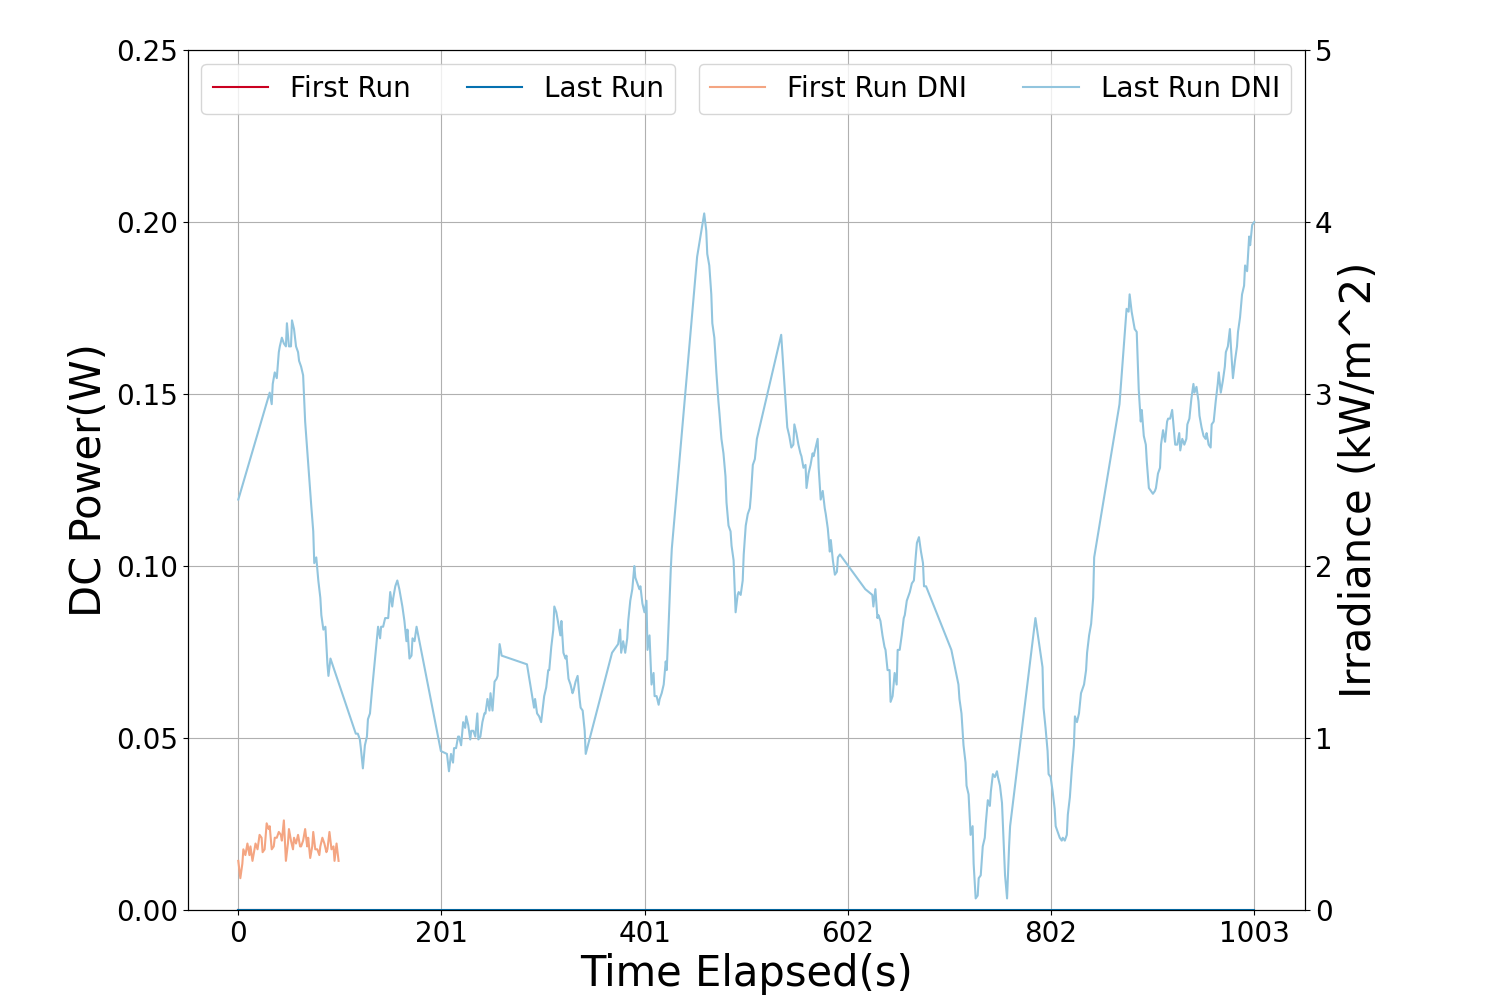 First Run
Last Run
First Run DNI
Last Run DNI
DC Power(W)
0.25
0.20
0.15
0.10
0.05
0.00
5
4
3
2
1
0
Irradiance (kW/m^2)
0
201
401
602
802
1003
Time Elapsed(s)